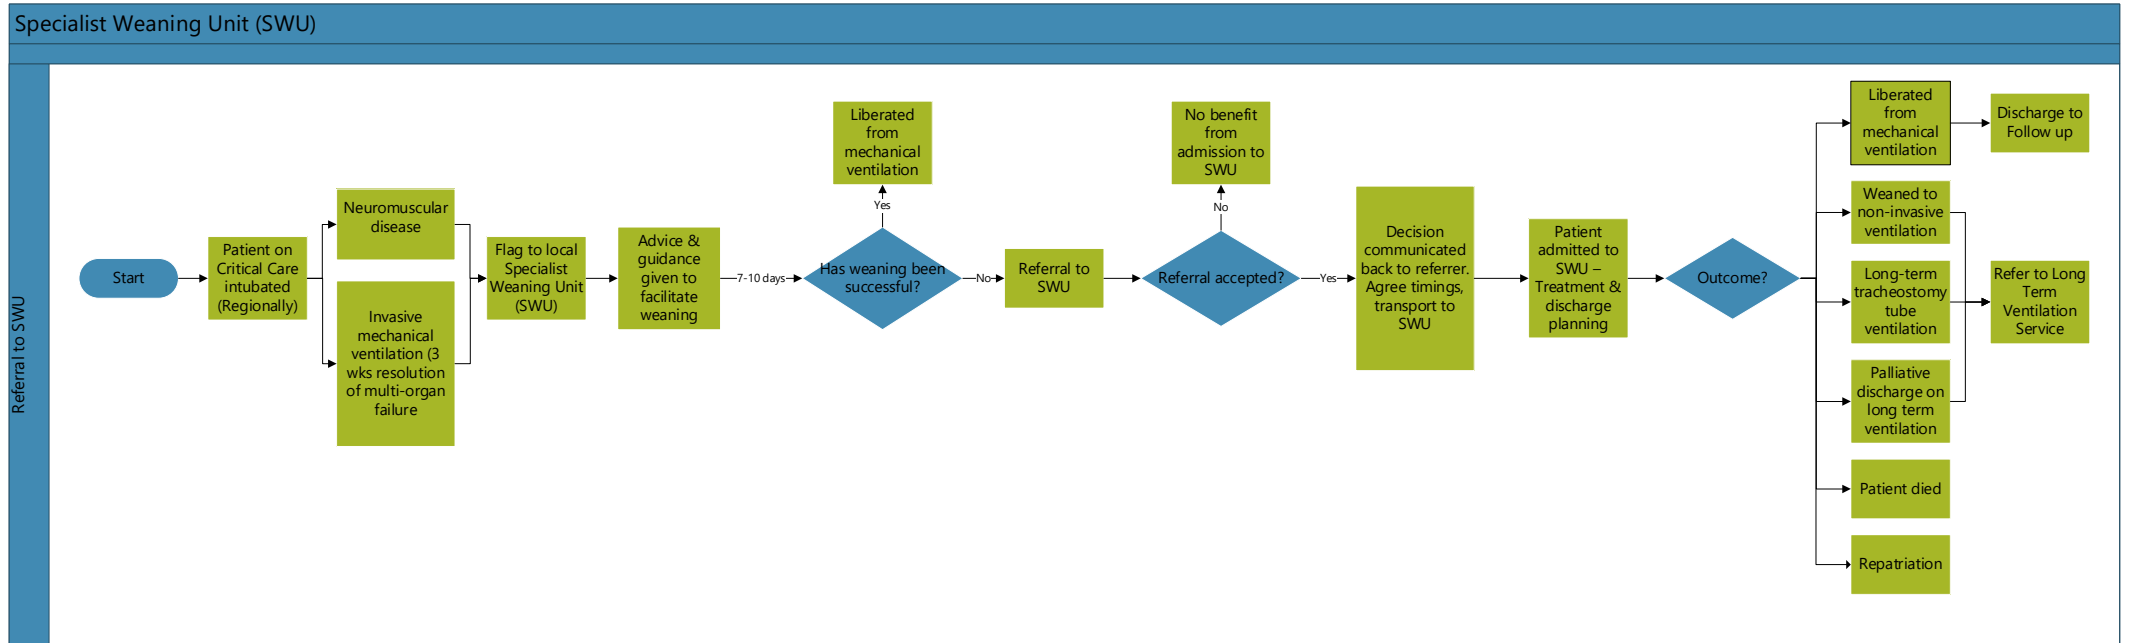 Specialist Weaning Unit (SWU)
Referral to SWU
Start
Patient on
Critical Care
intubated
(Regionally)
Neuromuscular
disease
Invasive
mechanical
ventilation (3
wks resolution
of multi-organ
failure
Flag to local
Specialist
Weaning Unit
(SWU)
Advice &
guidance
given to
facilitate
weaning
7-10 days
Has weaning been
successful?
Yes
Liberated
from
mechanical
ventilation
No
Referral to
SWU
Referral accepted?
No
No benefit
from
admission to
SWU
Yes
Decision
communicated
back to referrer.
Agree timings,
transport to
SWU
Patient
admitted to
SWU –
Treatment &
discharge
planning
Outcome?
Liberated
from
mechanical
ventilation
Discharge to
Follow up
Weaned to
non-invasive
ventilation
Long-term
tracheostomy
tube
ventilation
Palliative
discharge on
long term
ventilation
Refer to Long
Term
Ventilation
Service
Patient died
Repatriation